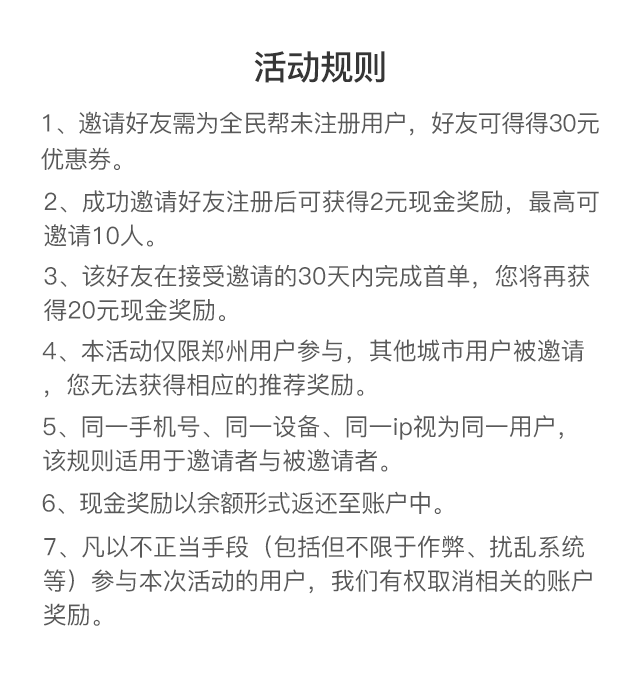 活动规则
1、邀请好友需为全民帮未注册用户，好友可得得30元
优惠券。
2、成功邀请好友注册后可获得2元现金奖励，最高可
邀请10人。
3、该好友在接受邀请的30天内完成首单，您将再获
得20元现金奖励。
4、本活动仅限郑州用户参与，其他城市用户被邀请
，您无法获得相应的推荐奖励。
5、同一手机号、同一设备、同一ip视为同一用户，
该规则适用于邀请者与被邀请者。
6、现金奖励以余额形式返还至账户中。
7、凡以不正当手段（包括但不限于作弊、扰乱系统
等）参与本次活动的用户，我们有权取消相关的账户
奖励。